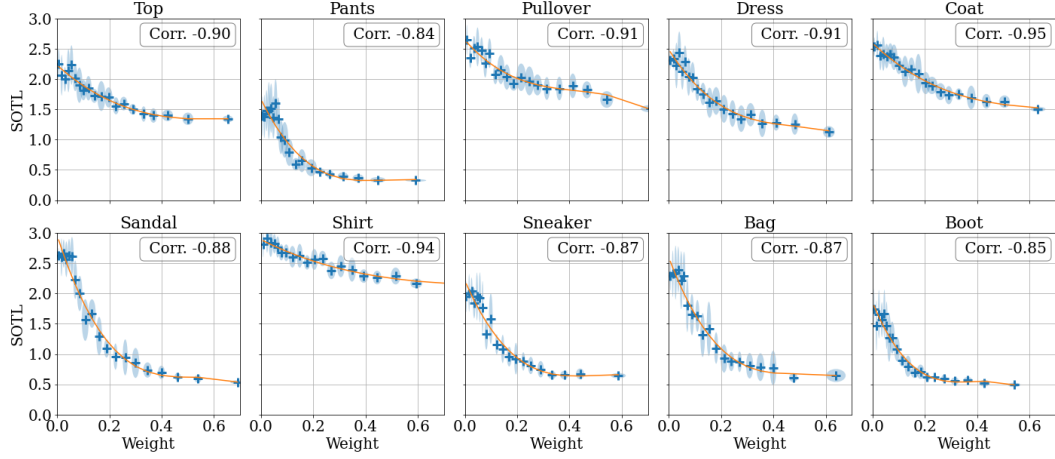 Top Pants Pullover Dress Coat
3.0 Corr. -0.90 Corr. -0.84 Corr. -0.91 Corr. -0.91 Corr. -0.95
2.5
2.0
SOTL
1.5
1.0
0.5
0.0
Sandal Shirt Sneaker Bag Boot
3.0 Corr. -0.88 Corr. -0.94 Corr. -0.87 Corr. -0.87 Corr. -0.85
2.5
2.0
SOTL
1.5
1.0
0.5
0.0
0.0 0.2 0.4 0.6 0.0 0.2 0.4 0.6 0.0 0.2 0.4 0.6 0.0 0.2 0.4 0.6 0.0 0.2 0.4 0.6
Weight Weight Weight Weight Weight